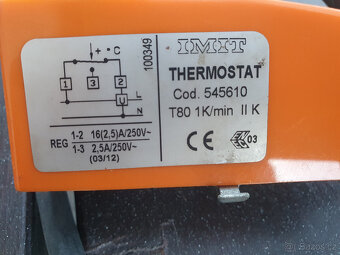 + °C
1
3
2
U
L
N
100349
REG 1-2 16(2,5)A/250V~
1-3 2,5A/250V~
(03/12)
IMIT
THERMOSTAT
Cod. 545610
T80 1K/min II K
CE 03